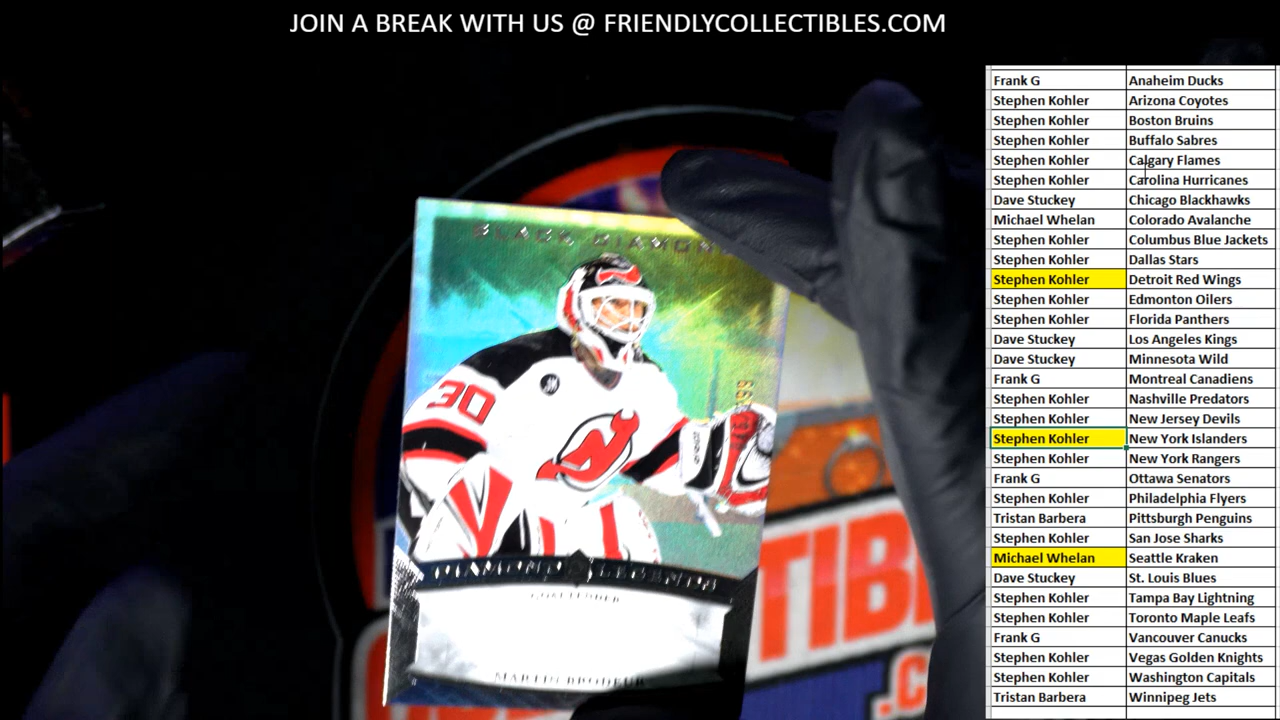 JOIN A BREAK WITH US @ FRIENDLYCOLLECTIBLES.COM
Frank G Anaheim Ducks
Stephen Kohler Arizona Coyotes
Stephen Kohler Boston Bruins
Stephen Kohler Buffalo Sabres
Stephen Kohler Calgary Flames
Stephen Kohler Carolina Hurricanes
Dave Stuckey Chicago Blackhawks
Michael Whelan Colorado Avalanche
Stephen Kohler Columbus Blue Jackets
Stephen Kohler Dallas Stars
Stephen Kohler Detroit Red Wings
Stephen Kohler Edmonton Oilers
Stephen Kohler Florida Panthers
Dave Stuckey Los Angeles Kings
Dave Stuckey Minnesota Wild
Frank G Montreal Canadiens
Stephen Kohler Nashville Predators
Stephen Kohler New Jersey Devils
Stephen Kohler New York Islanders
Stephen Kohler New York Rangers
Frank G Ottawa Senators
Stephen Kohler Philadelphia Flyers
Tristan Barbera Pittsburgh Penguins
Stephen Kohler San Jose Sharks
Michael Whelan Seattle Kraken
Dave Stuckey St. Louis Blues
Stephen Kohler Tampa Bay Lightning
Stephen Kohler Toronto Maple Leafs
Frank G Vancouver Canucks
Stephen Kohler Vegas Golden Knights
Stephen Kohler Washington Capitals
Tristan Barbera Winnipeg Jets
BLACK DIAMON
30
DIAMOND LEGENDS
GOALTENDER
MARTIN BRODEUR
TIB
.C